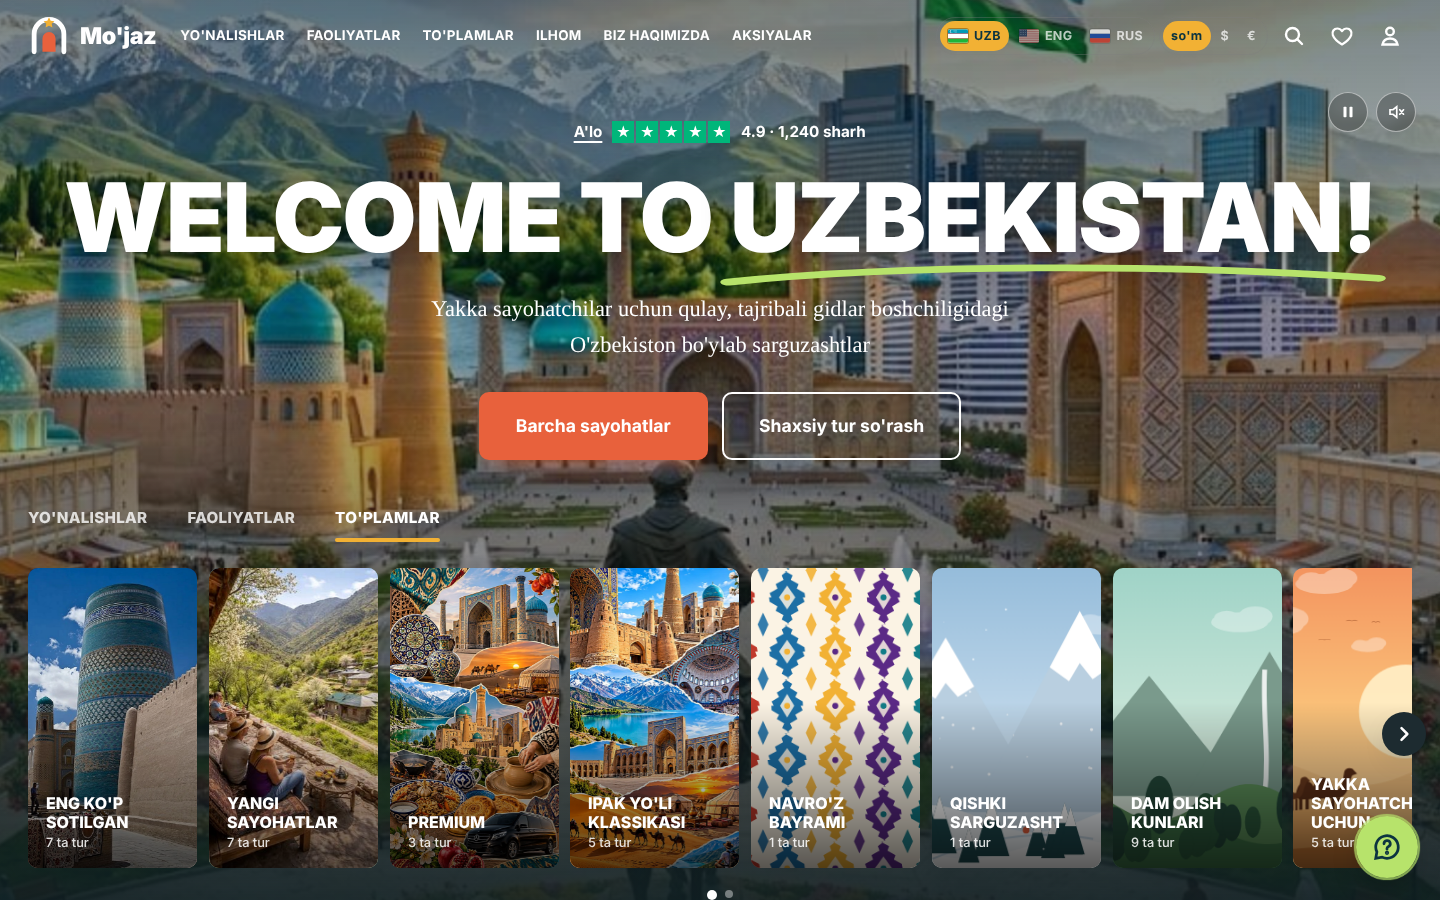 Mo'jaz
YO'NALISHLAR FAOLIYATLAR TO'PLAMLAR ILHOM BIZ HAQIMIZDA AKSIYALAR
UZB ENG RUS so'm $ €
A'lo 4.9 · 1,240 sharh
WELCOME TO UZBEKISTAN!
Yakka sayohatchilar uchun qulay, tajribali gidlar boshchiligidagi
O'zbekiston bo'ylab sarguzashtlar
Barcha sayohatlar
Shaxsiy tur so'rash
YO'NALISHLAR FAOLIYATLAR TO'PLAMLAR
ENG KO'P
SOTILGAN
7 ta tur
YANGI
SAYOHATLAR
7 ta tur
PREMIUM
3 ta tur
IPAK YO'LI
KLASSIKASI
5 ta tur
NAVRO'Z
BAYRAMI
1 ta tur
QISHKI
SARGUZASHT
1 ta tur
DAM OLISH
KUNLARI
9 ta tur
YAKKA
SAYOHATCH
UCHUN
5 ta tur